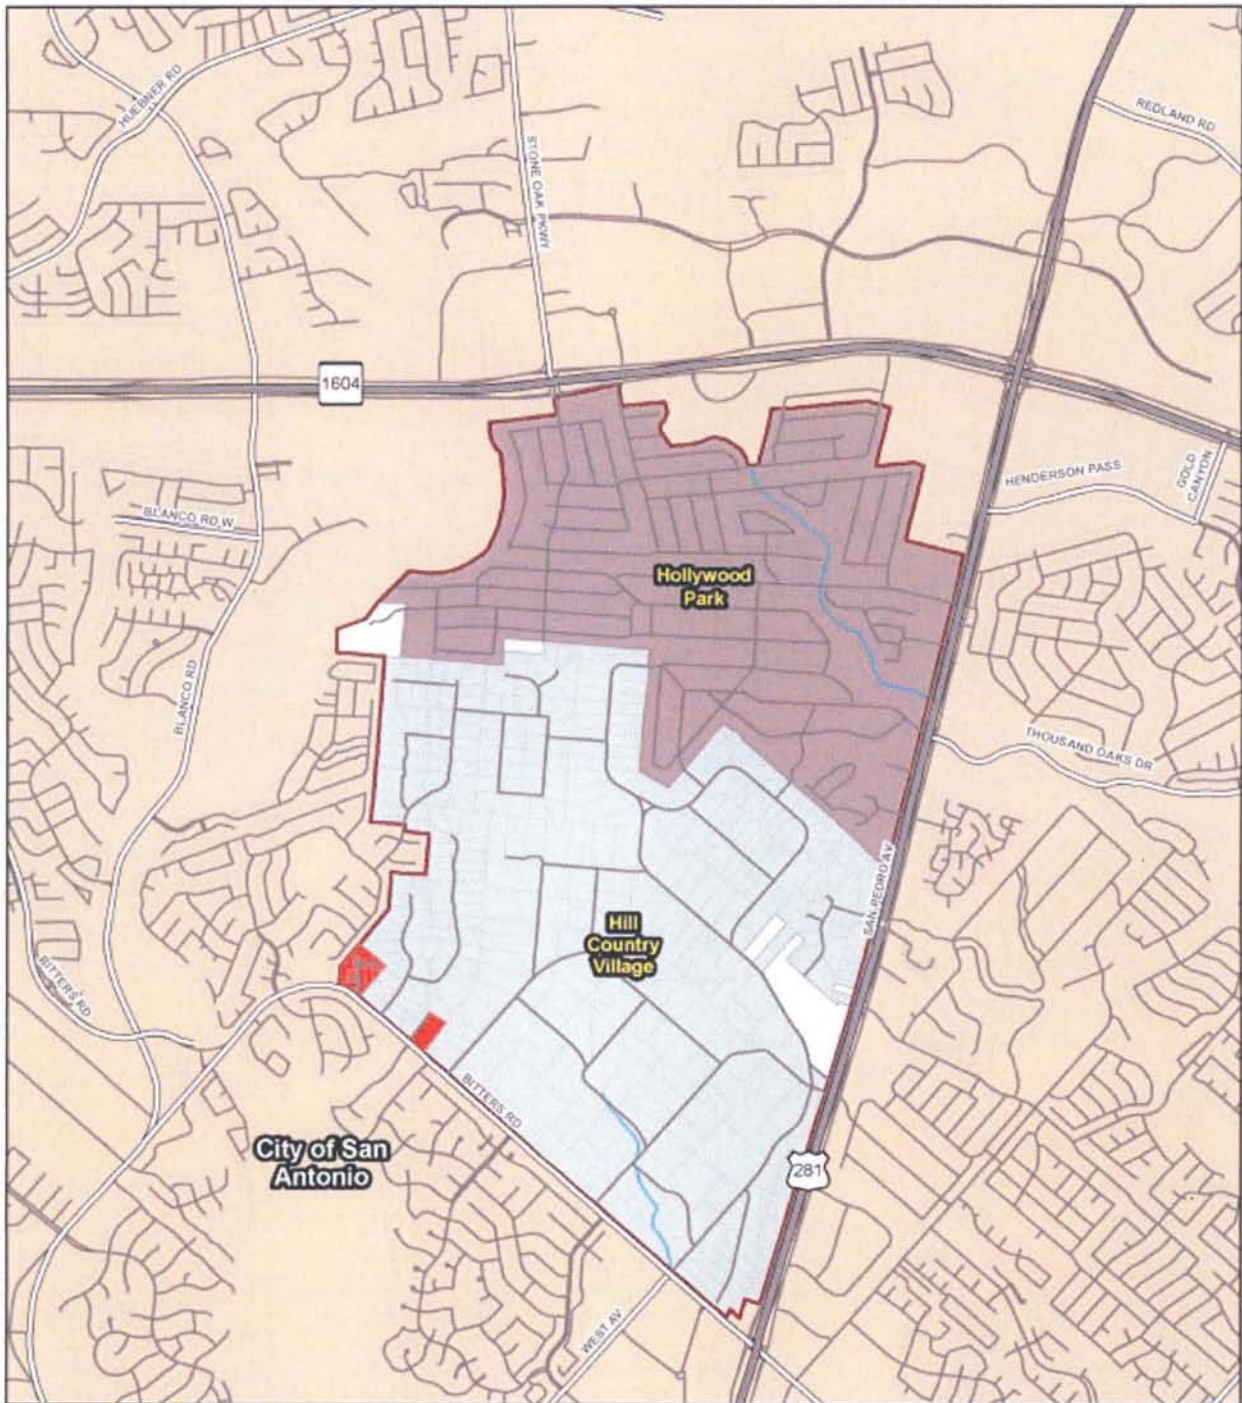 HUEBNER RD
REDLAND RD
STONE OAK PKWY
1604
HENDERSON PASS
GOLD
CANYON
BLANCO RD W
Hollywood
Park
BLANCO RD
THOUSAND OAKS DR
SAN PEDRO AV
Hill
Country
Village
BITTERS RD
BITTERS RD
City of San
Antonio
281
WEST AV